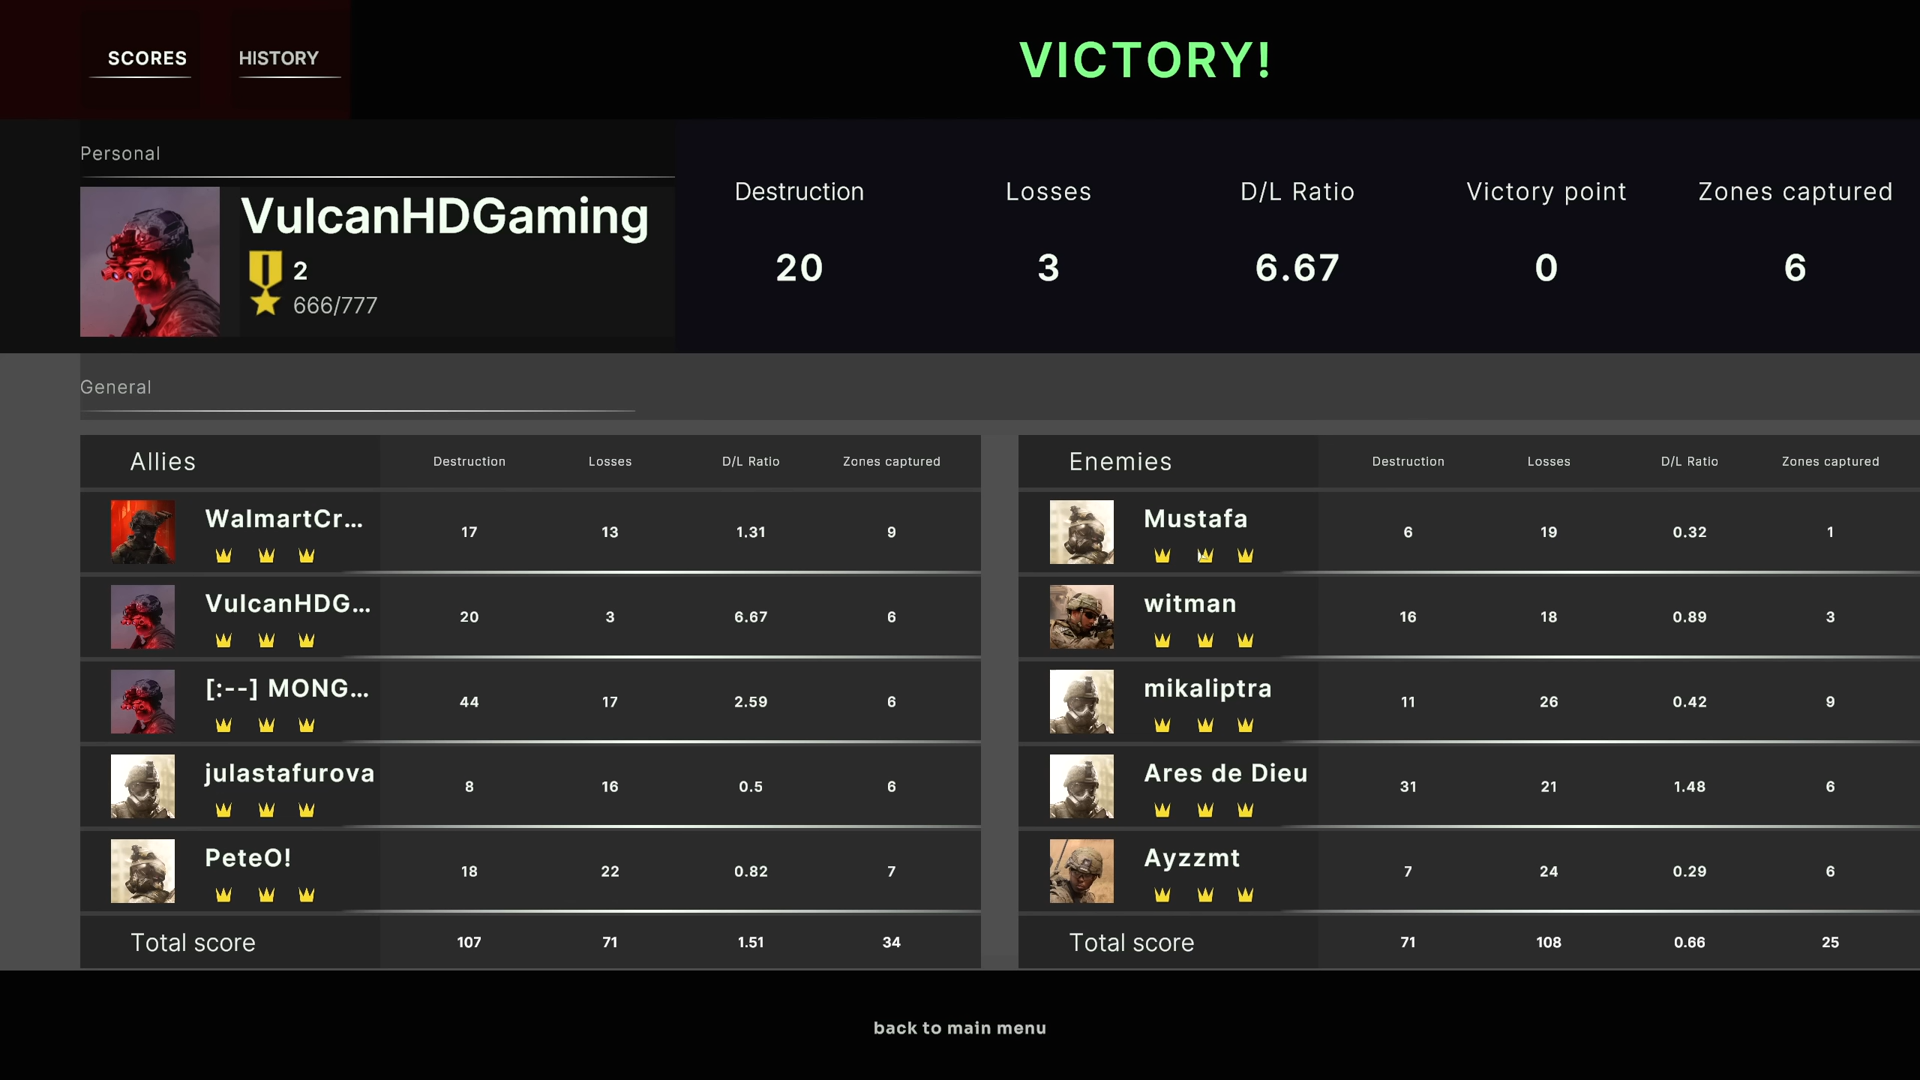 SCORES HISTORY VICTORY!
Personal
VulcanHDGaming
2
666/777
Destruction Losses D/L Ratio Victory point Zones captured
20 3 6.67 0 6
General
Allies Destruction Losses D/L Ratio Zones captured
WalmartCr... 17 13 1.31 9
VulcanHDG... 20 3 6.67 6
[:--] MONG... 44 17 2.59 6
julastafurova 8 16 0.5 6
PeteO! 18 22 0.82 7
Total score 107 71 1.51 34
Enemies Destruction Losses D/L Ratio Zones captured
Mustafa 6 19 0.32 1
witman 16 18 0.89 3
mikaliptra 11 26 0.42 9
Ares de Dieu 31 21 1.48 6
Ayzzmt 7 24 0.29 6
Total score 71 108 0.66 25
back to main menu